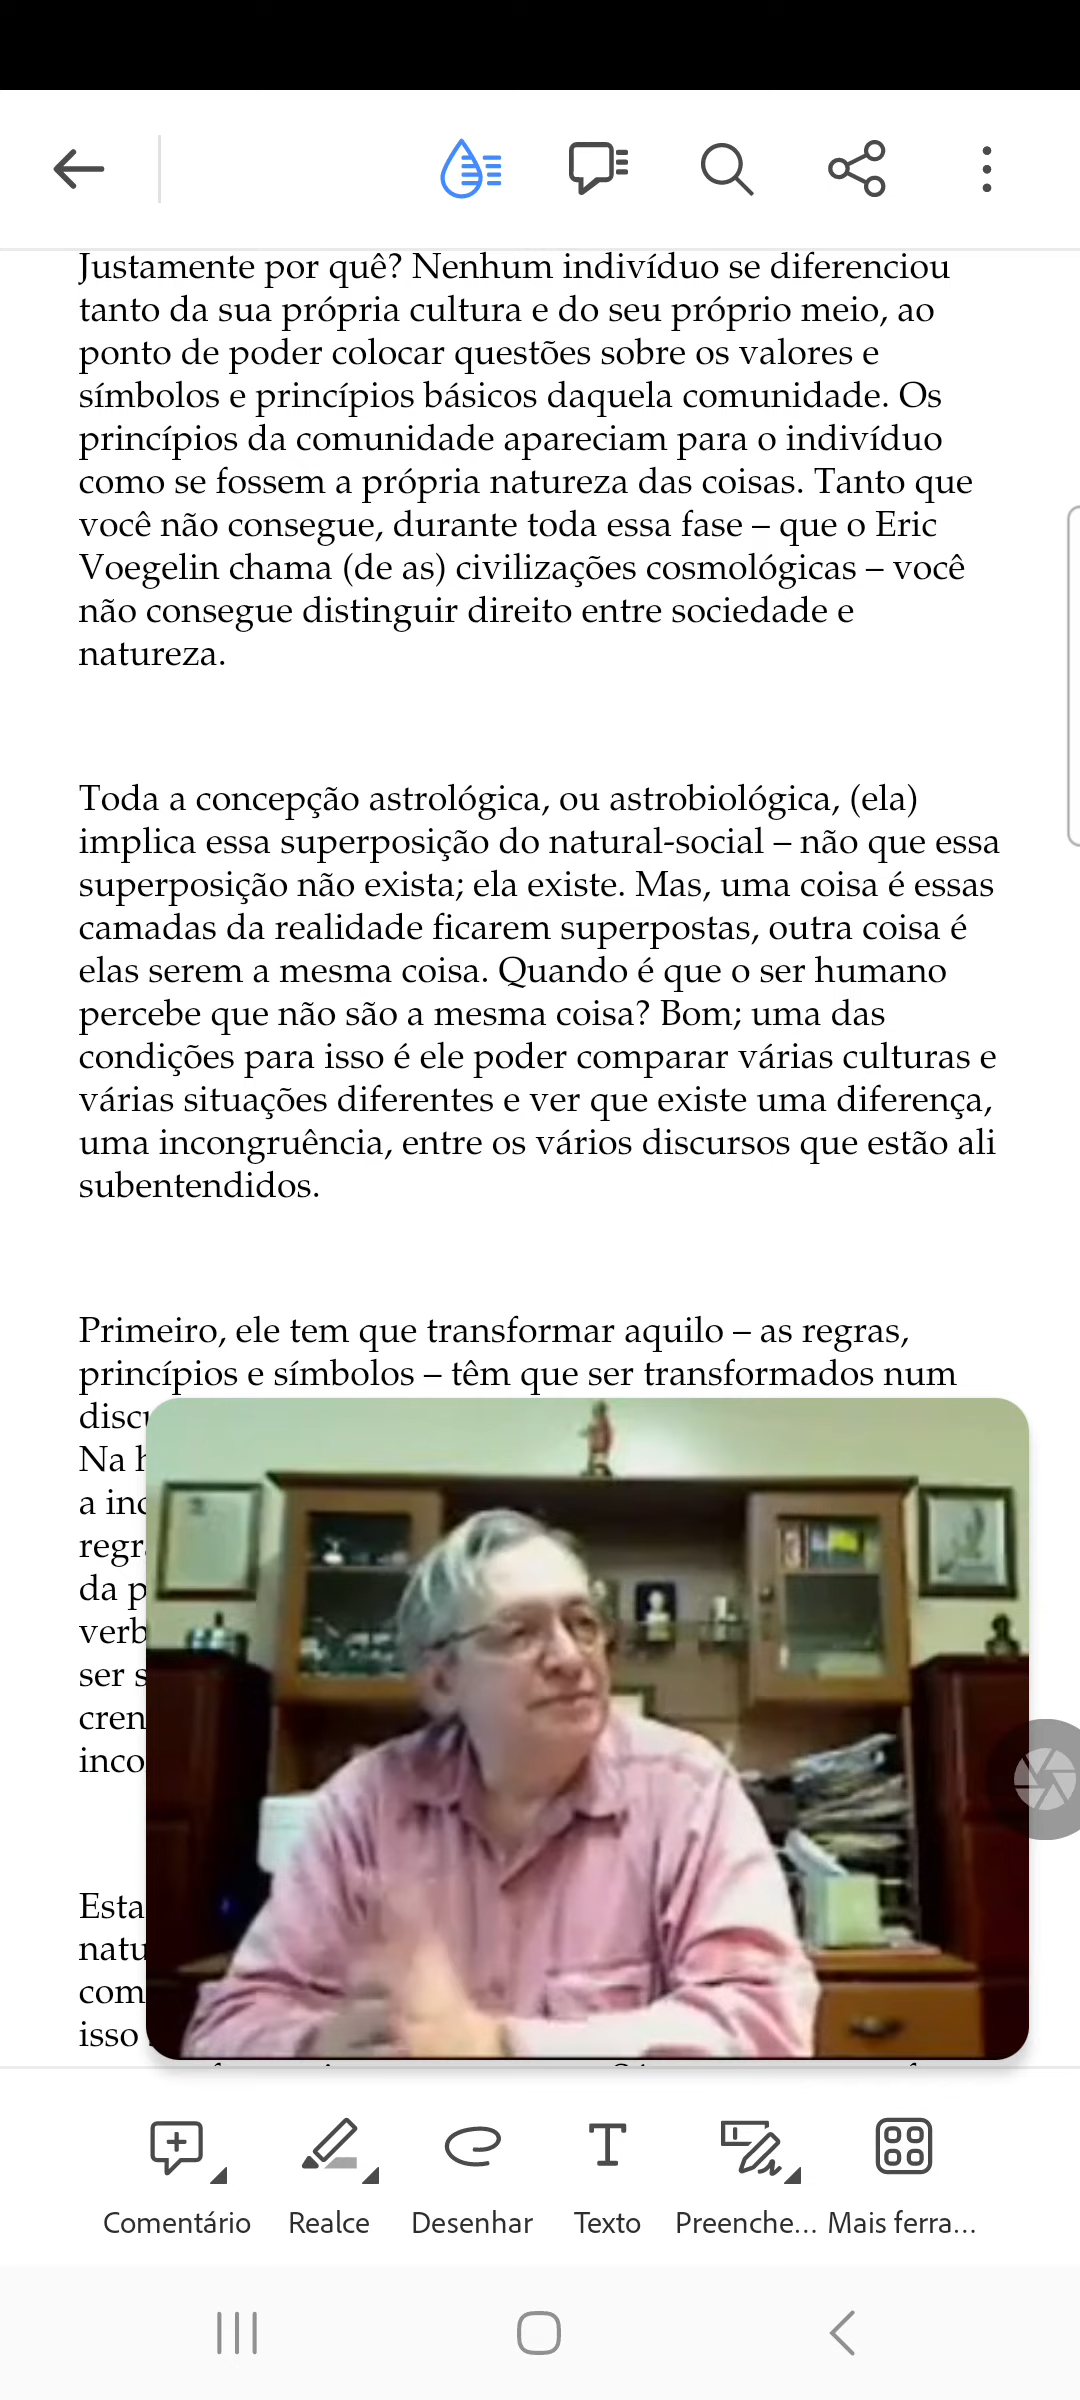 Justamente por quê? Nenhum indivíduo se diferenciou
tanto da sua própria cultura e do seu próprio meio, ao
ponto de poder colocar questões sobre os valores e
símbolos e princípios básicos daquela comunidade. Os
princípios da comunidade apareciam para o indivíduo
como se fossem a própria natureza das coisas. Tanto que
você não consegue, durante toda essa fase – que o Eric
Voegelin chama (de as) civilizações cosmológicas – você
não consegue distinguir direito entre sociedade e
natureza.
Toda a concepção astrológica, ou astrobiológica, (ela)
implica essa superposição do natural-social – não que essa
superposição não exista; ela existe. Mas, uma coisa é essas
camadas da realidade ficarem superpostas, outra coisa é
elas serem a mesma coisa. Quando é que o ser humano
percebe que não são a mesma coisa? Bom; uma das
condições para isso é ele poder comparar várias culturas e
várias situações diferentes e ver que existe uma diferença,
uma incongruência, entre os vários discursos que estão ali
subentendidos.
Primeiro, ele tem que transformar aquilo – as regras,
princípios e símbolos – têm que ser transformados num
Na
a
da
ser
Esta
isso
Comentário
Realce
Desenhar
Texto
Preenche...
Mais ferra...